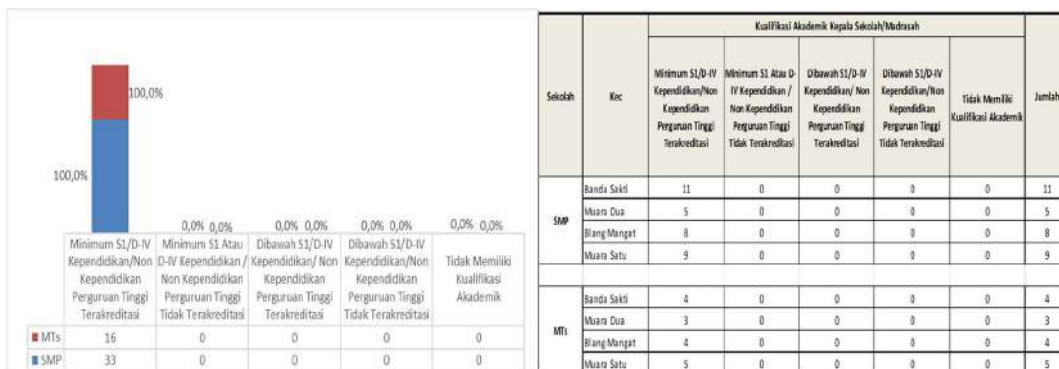 100,0%
100,0%
0,0% 0,0% 0,0% 0,0% 0,0% 0,0% 0,0% 0,0%
Minimum S1/D-IV Kependidikan/Non Kependidikan Perguruan Tinggi Terakreditasi
Minimum S1 Atau D-IV Kependidikan / Non Kependidikan Perguruan Tinggi Tidak Terakreditasi
Dibawah S1/D-IV Kependidikan/ Non Kependidikan Perguruan Tinggi Terakreditasi
Dibawah S1/D-IV Kependidikan/Non Kependidikan Perguruan Tinggi Tidak Terakreditasi
Tidak Memiliki Kualifikasi Akademik
MTs 16 0 0 0 0
SMP 33 0 0 0 0
Kualifikasi Akademik Kepala Sekolah/Madrasah
Sekolah
Kec
Minimum S1/D-IV Kependidikan/Non Kependidikan Perguruan Tinggi Terakreditasi
Minimum S1 Atau D-IV Kependidikan / Non Kependidikan Perguruan Tinggi Tidak Terakreditasi
Dibawah S1/D-IV Kependidikan/ Non Kependidikan Perguruan Tinggi Terakreditasi
Dibawah S1/D-IV Kependidikan/Non Kependidikan Perguruan Tinggi Tidak Terakreditasi
Tidak Memiliki Kualifikasi Akademik
Jumlah
SMP
Banda Sakti 11 0 0 0 0 11
Muara Dua 5 0 0 0 0 5
Blang Mangat 8 0 0 0 0 8
Muara Satu 9 0 0 0 0 9
MTs
Banda Sakti 4 0 0 0 0 4
Muara Dua 3 0 0 0 0 3
Blang Mangat 4 0 0 0 0 4
Muara Satu 5 0 0 0 0 5